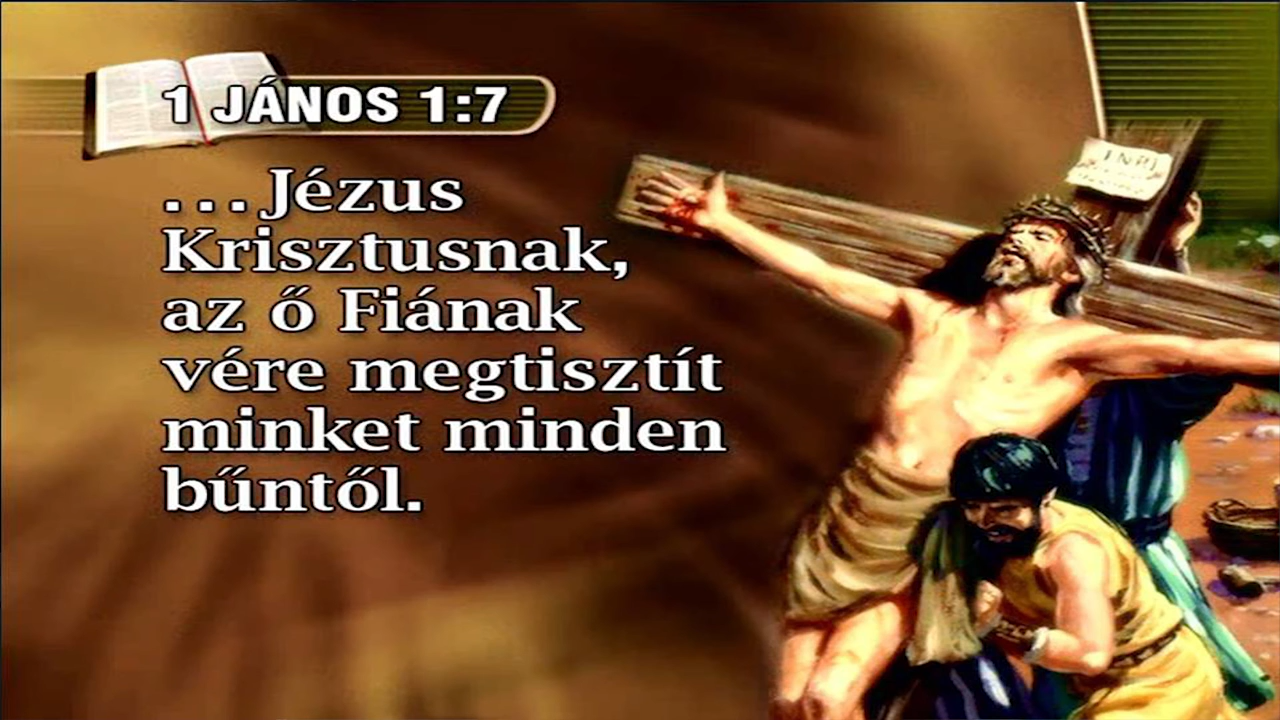 1 JÁNOS 1:7
...Jézus
Krisztusnak,
az ő Fiának
vére megtisztít
minket minden
bűntől.
INRI